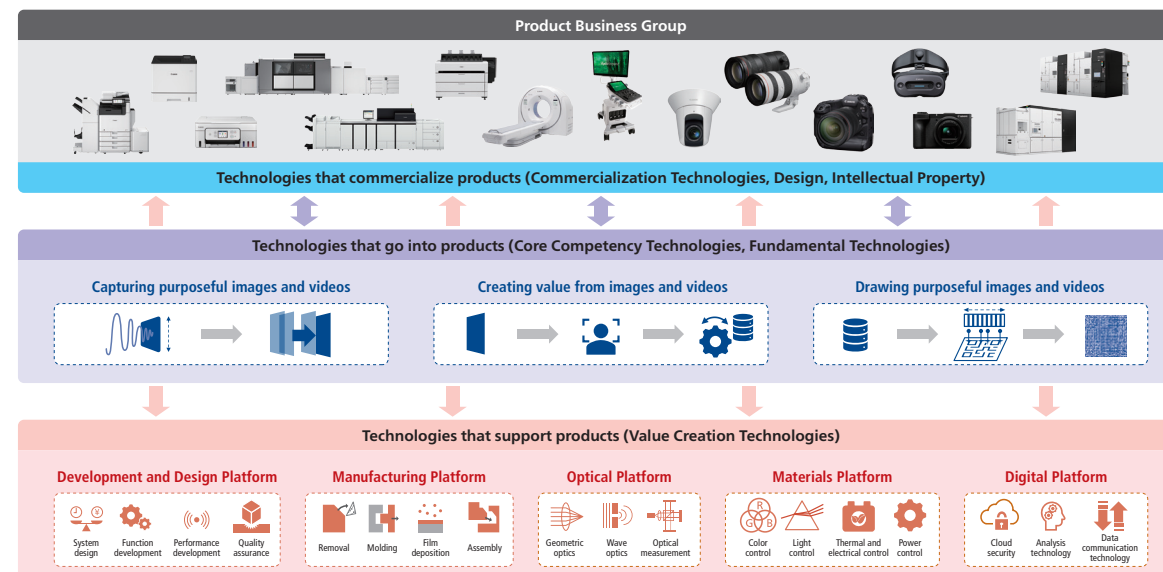 Product Business Group
Technologies that commercialize products (Commercialization Technologies, Design, Intellectual Property)
Technologies that go into products (Core Competency Technologies, Fundamental Technologies)
Capturing purposeful images and videos
Creating value from images and videos
Drawing purposeful images and videos
Technologies that support products (Value Creation Technologies)
Development and Design Platform
System
design
Function
development
Performance
development
Quality
assurance
Manufacturing Platform
Removal
Molding
Film
deposition
Assembly
Optical Platform
Geometric
optics
Wave
optics
Optical
measurement
Materials Platform
R
G
B
Color
control
Light
control
Thermal and
electrical control
Power
control
Digital Platform
Cloud
security
Analysis
technology
Data
communication
technology